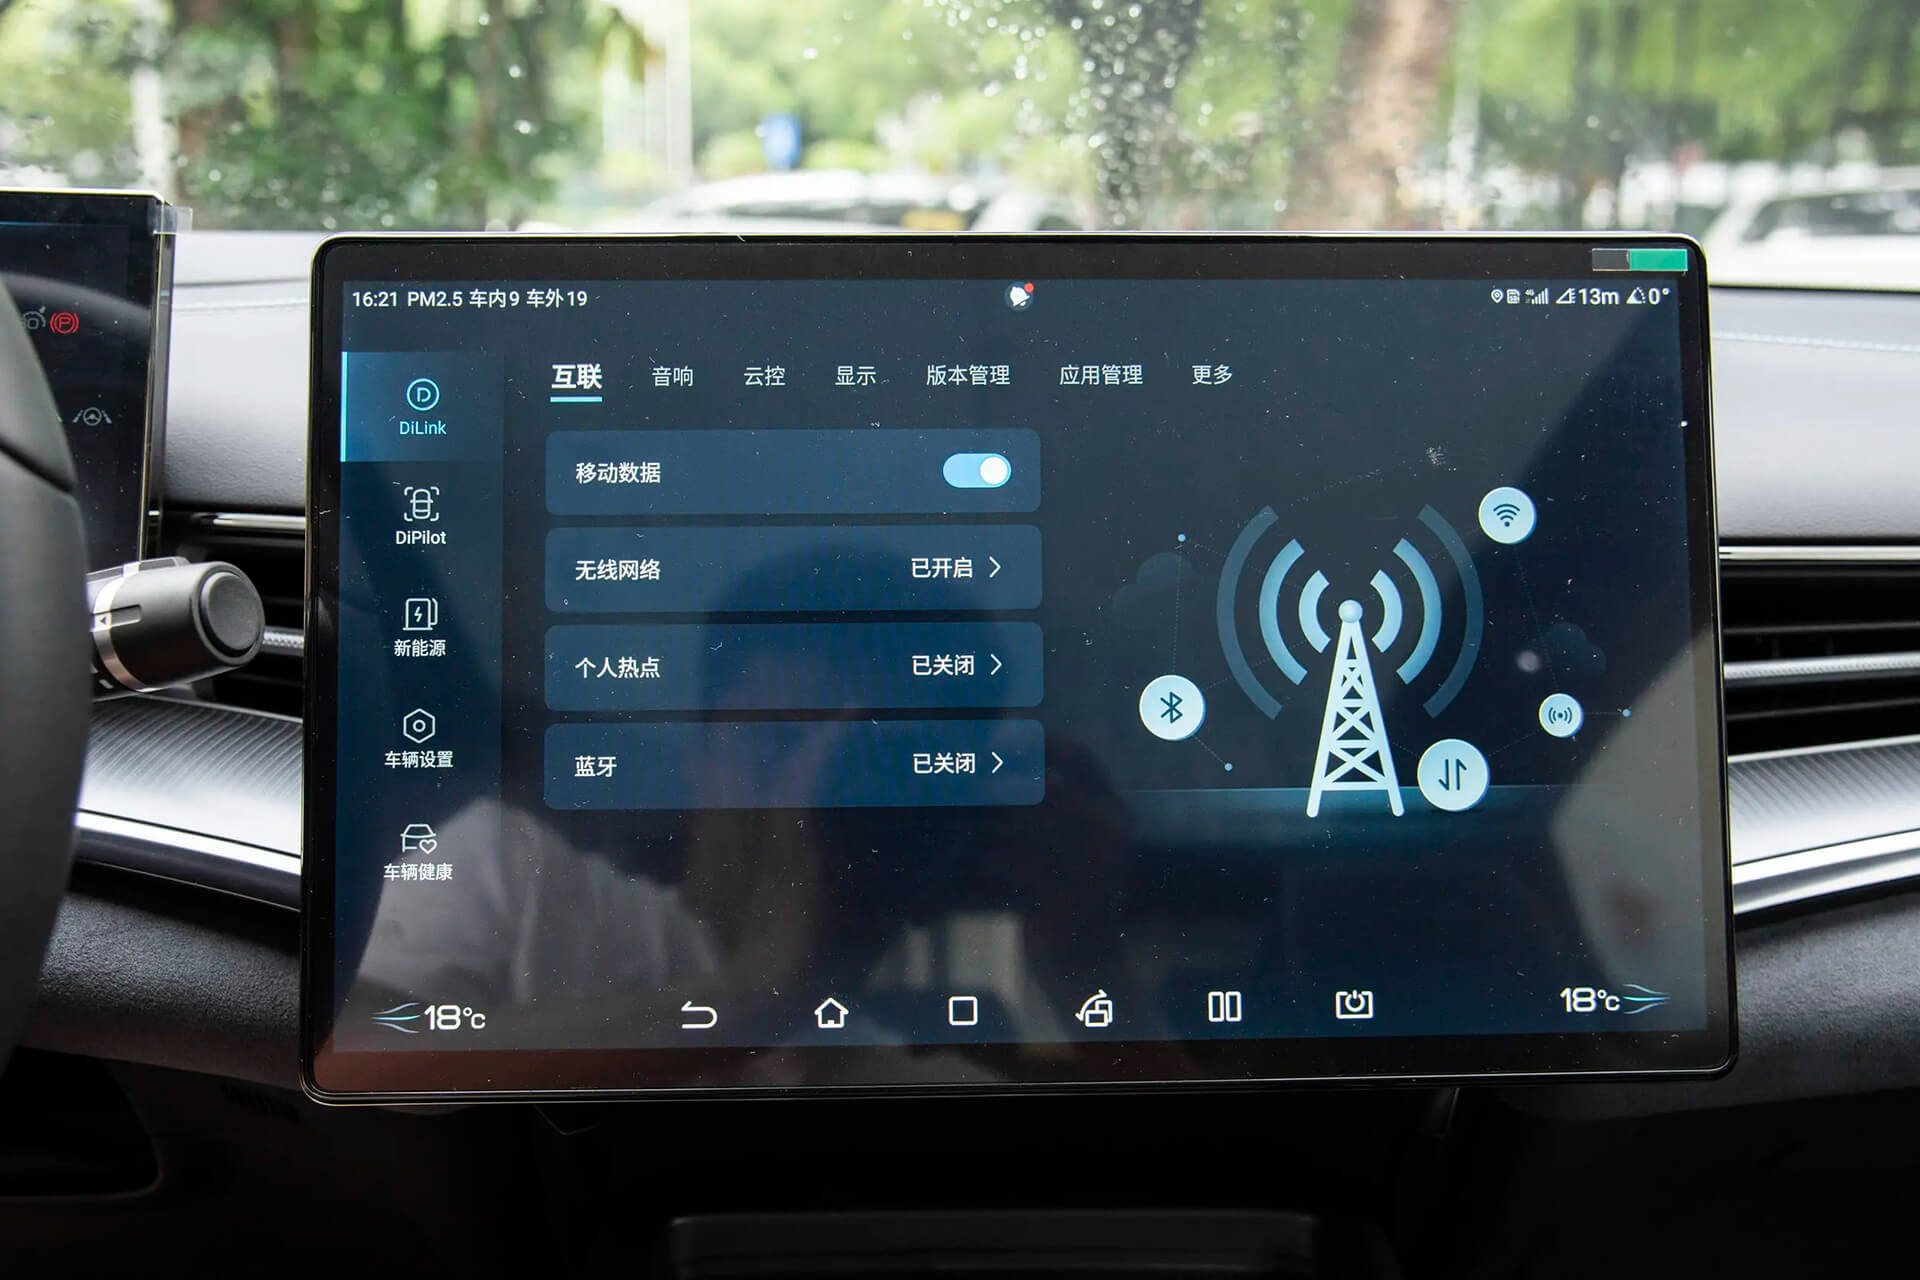 16:21 PM2.5 车内9 车外19
4G 13m 0°
DiLink
DiPilot
新能源
车辆设置
车辆健康
互联 音响 云控 显示 版本管理 应用管理 更多
移动数据
无线网络 已开启
个人热点 已关闭
蓝牙 已关闭
18°C
18°C